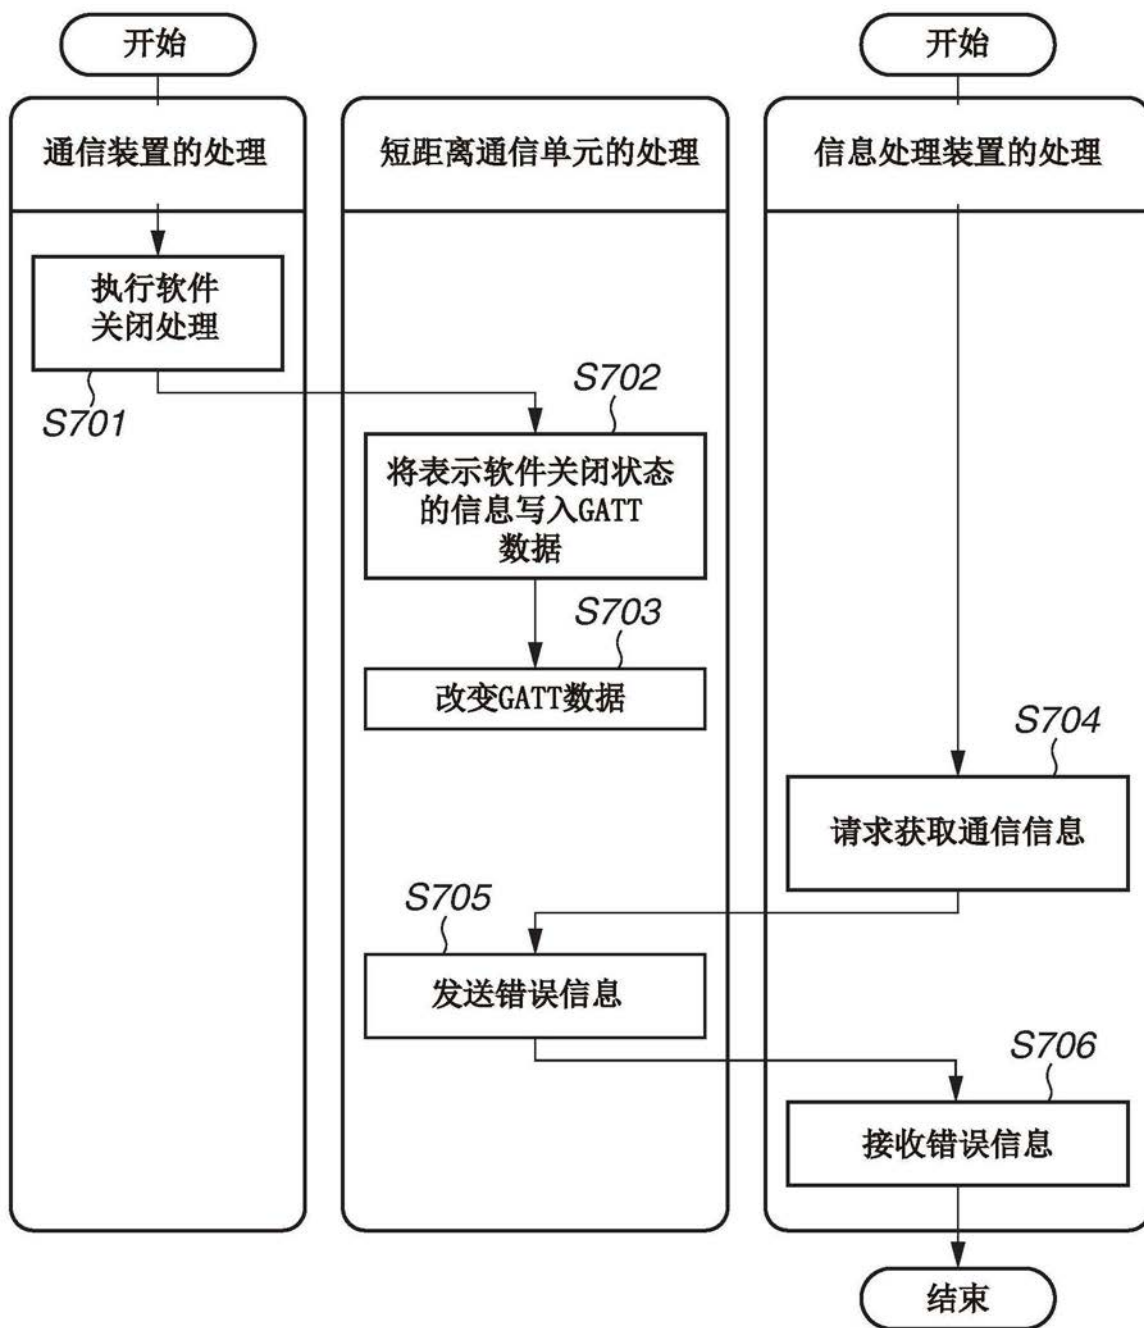 开始
开始
通信装置的处理
短距离通信单元的处理
信息处理装置的处理
执行软件
关闭处理
S701
S702
将表示软件关闭状态
的信息写入GATT
数据
S703
改变GATT数据
S704
请求获取通信信息
S705
发送错误信息
S706
接收错误信息
结束